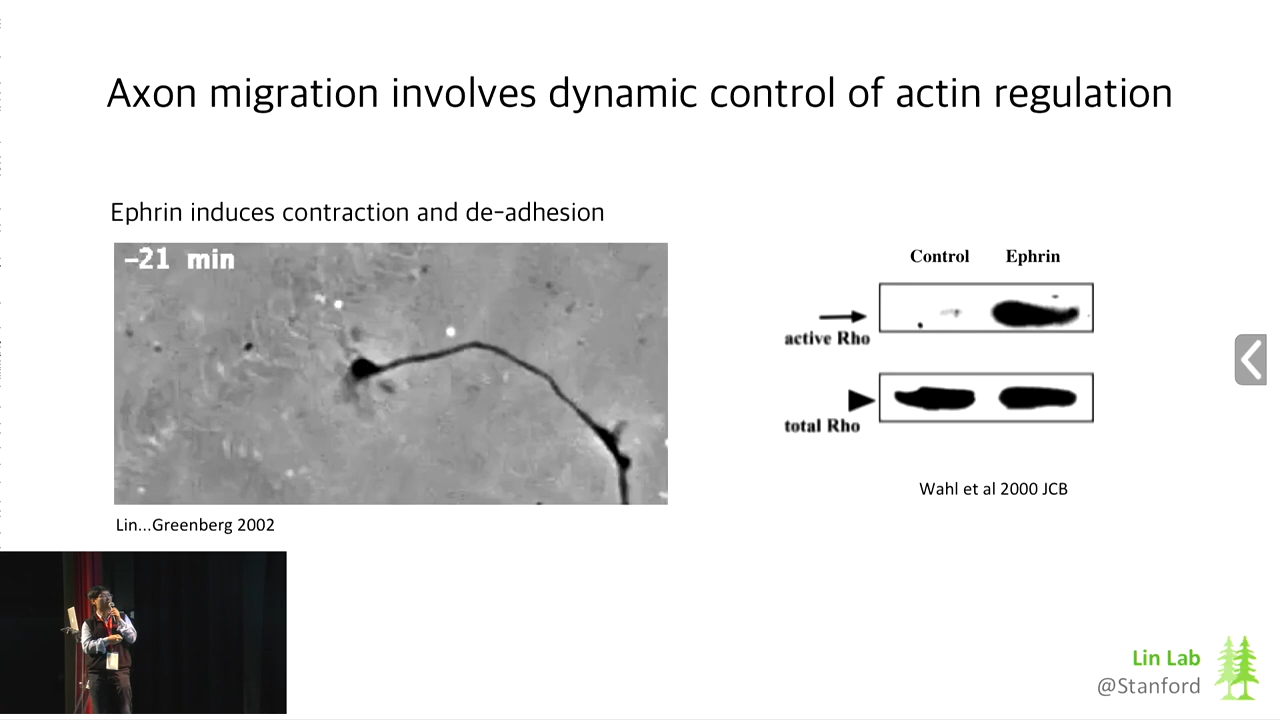 Axon migration involves dynamic control of actin regulation
Ephrin induces contraction and de-adhesion
-21 min
Lin...Greenberg 2002
Control Ephrin
active Rho
total Rho
Wahl et al 2000 JCB
Lin Lab
@Stanford